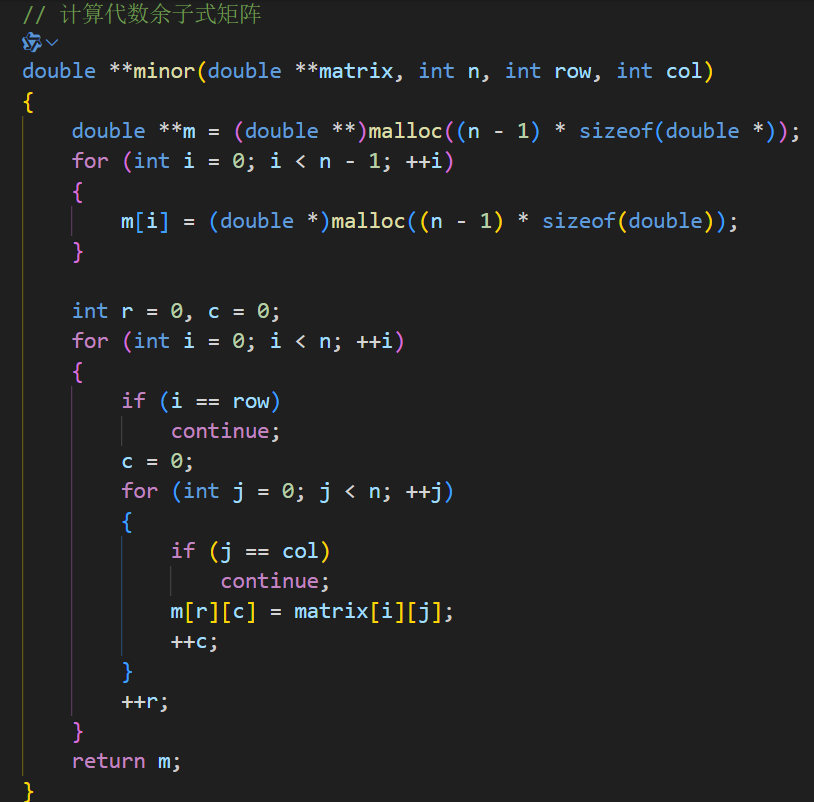 // 计算代数余子式矩阵
double **minor(double **matrix, int n, int row, int col)
{
    double **m = (double **)malloc((n - 1) * sizeof(double *));
    for (int i = 0; i < n - 1; ++i)
    {
        m[i] = (double *)malloc((n - 1) * sizeof(double));
    }

    int r = 0, c = 0;
    for (int i = 0; i < n; ++i)
    {
        if (i == row)
            continue;
        c = 0;
        for (int j = 0; j < n; ++j)
        {
            if (j == col)
                continue;
            m[r][c] = matrix[i][j];
            ++c;
        }
        ++r;
    }
    return m;
}